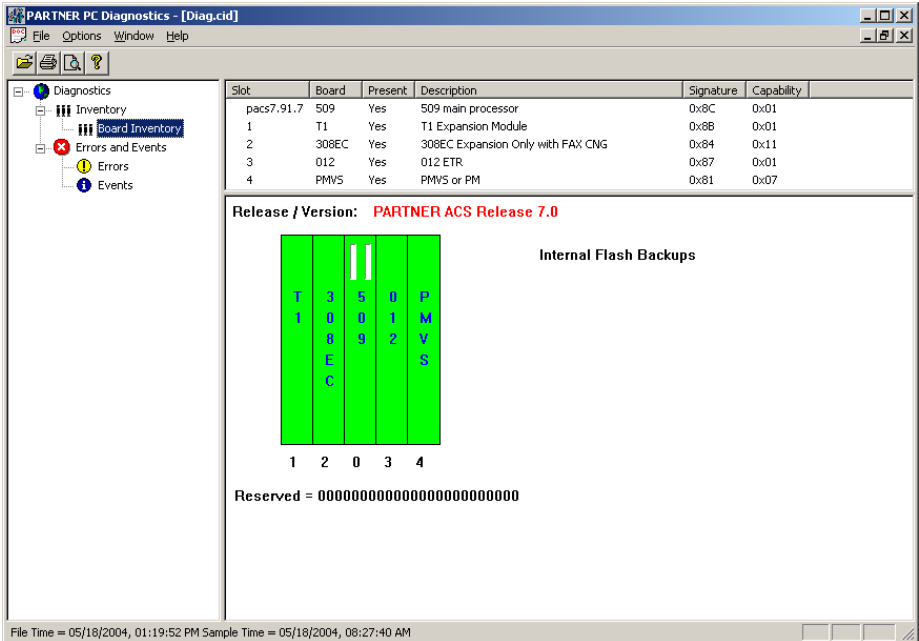 PARTNER PC Diagnostics - [Diag.cid]
DOC File Options Window Help
Diagnostics
Inventory
Board Inventory
Errors and Events
Errors
Events
Slot Board Present Description Signature Capability
pacs7.91.7 509 Yes 509 main processor 0x8C 0x01
1 T1 Yes T1 Expansion Module 0x8B 0x01
2 308EC Yes 308EC Expansion Only with FAX CNG 0x84 0x11
3 012 Yes 012 ETR 0x87 0x01
4 PMVS Yes PMVS or PM 0x81 0x07
Release / Version: PARTNER ACS Release 7.0
Internal Flash Backups
T1
308EC
509
012
PMVS
1 2 0 3 4
Reserved = 000000000000000000000000
File Time = 05/18/2004, 01:19:52 PM Sample Time = 05/18/2004, 08:27:40 AM